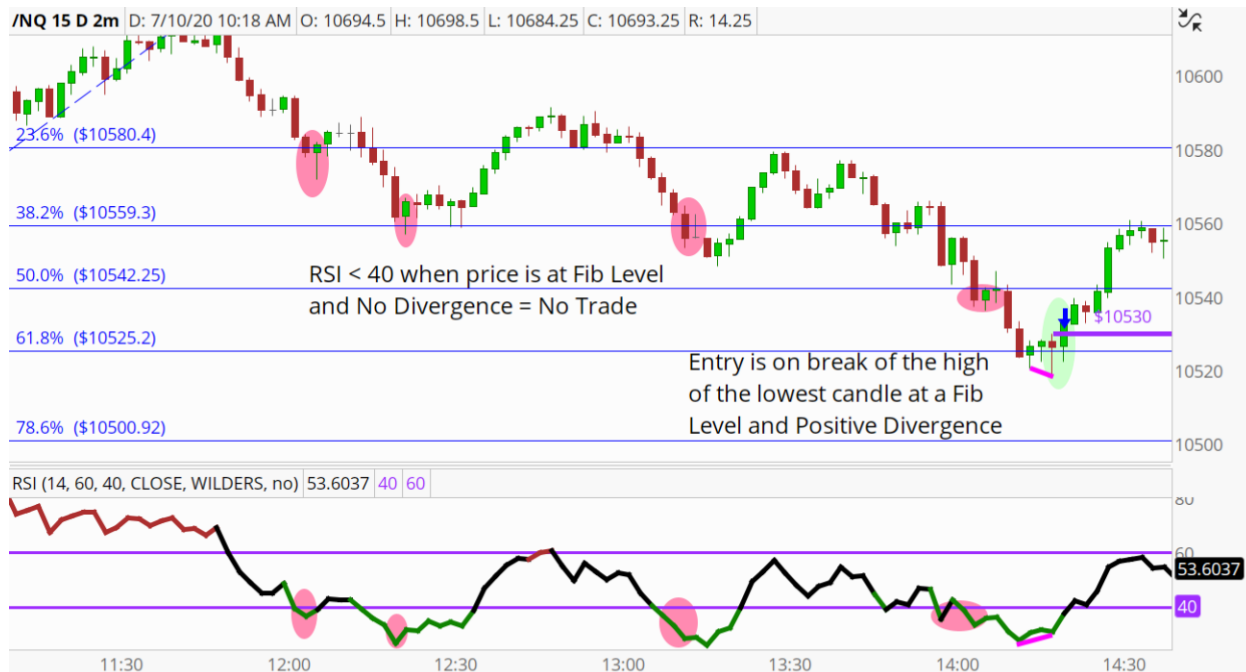 /NQ 15 D 2m D: 7/10/20 10:18 AM O: 10694.5 H: 10698.5 L: 10684.25 C: 10693.25 R: 14.25
10600
23.6% ($10580.4)
10580
38.2% ($10559.3)
10560
RSI < 40 when price is at Fib Level
and No Divergence = No Trade
50.0% ($10542.25)
10540
$10530
61.8% ($10525.2)
10520
Entry is on break of the high
of the lowest candle at a Fib
Level and Positive Divergence
78.6% ($10500.92)
10500
RSI (14, 60, 40, CLOSE, WILDERS, no) 53.6037 40 60
80
60
53.6037
40
11:30 12:00 12:30 13:00 13:30 14:00 14:30